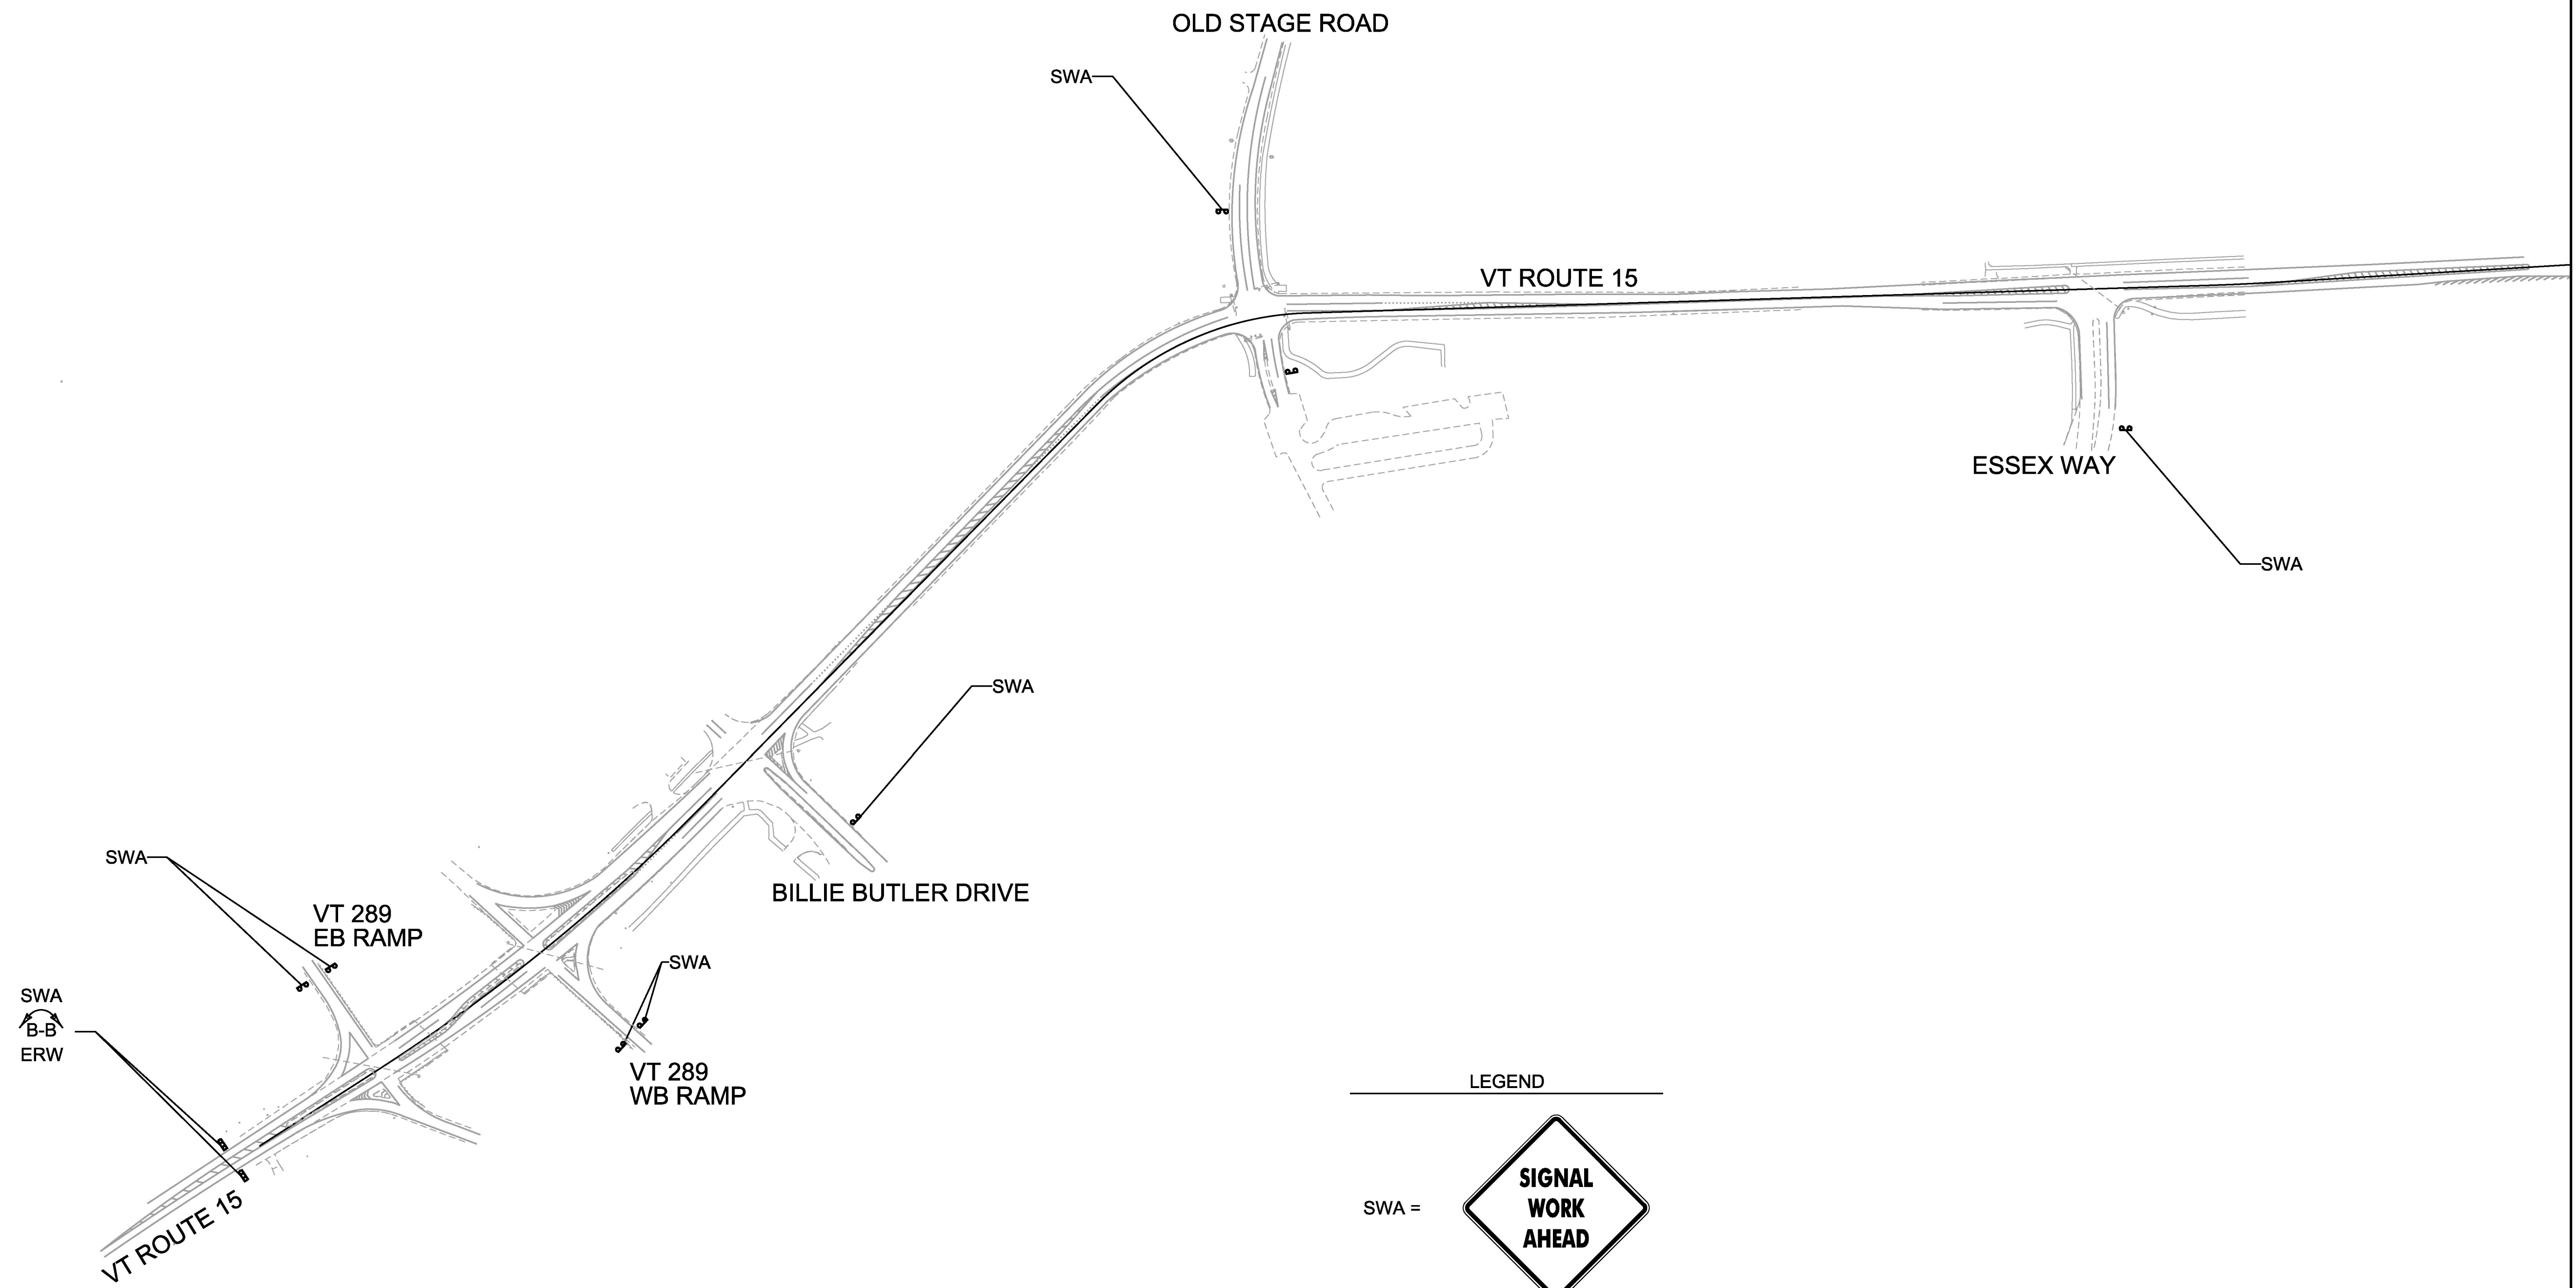 OLD STAGE ROAD
SWA
VT ROUTE 15
ESSEX WAY
SWA
SWA
BILLIE BUTLER DRIVE
SWA
VT 289
EB RAMP
SWA
SWA
B-B
ERW
VT 289
WB RAMP
VT ROUTE 15
LEGEND
SWA =
SIGNAL
WORK
AHEAD